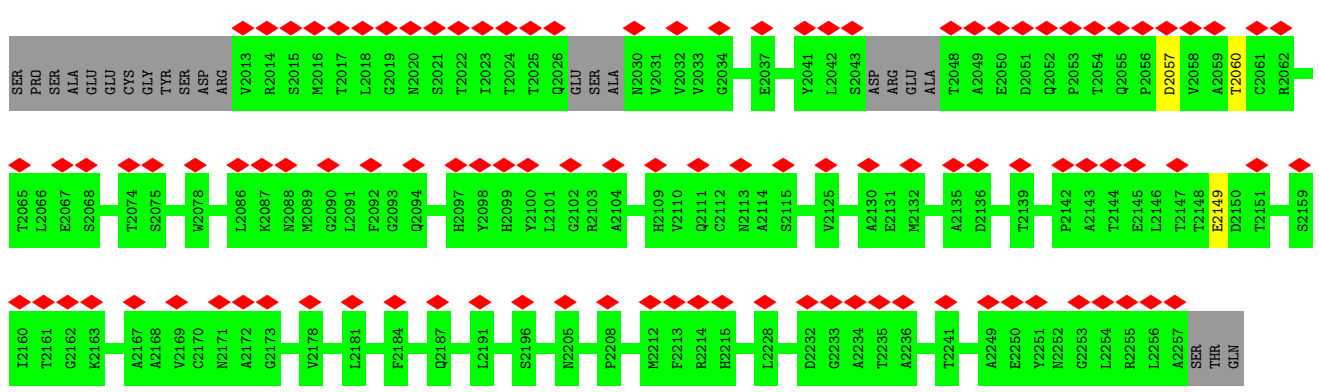 SER PRO SER ALA GLU GLU CYS GLY TYR SER ASP ARG V2013 R2014 S2015 M2016 T2017 L2018 G2019 N2020 S2021 T2022 I2023 T2024 T2025 Q2026 GLU SER ALA N2030 V2031 V2032 V2033 G2034 E2037 Y2041 L2042 S2043 ASP ARG GLU ALA T2048 A2049 E2050 D2051 Q2052 P2053 T2054 Q2055 P2056 D2057 V2058 A2059 T2060 C2061 R2062
T2065 L2066 E2067 S2068 T2074 S2075 W2078 L2086 K2087 N2088 M2089 G2090 L2091 F2092 G2093 Q2094 H2097 Y2098 H2099 Y2100 L2101 G2102 R2103 A2104 H2109 V2110 Q2111 C2112 N2113 A2114 S2115 V2125 A2130 E2131 M2132 A2135 D2136 T2139 P2142 A2143 T2144 E2145 L2146 T2147 T2148 E2149 D2150 T2151 S2159
I2160 T2161 G2162 K2163 A2167 A2168 V2169 C2170 N2171 A2172 G2173 V2178 L2181 F2184 Q2187 L2191 S2196 N2205 P2208 M2212 F2213 R2214 H2215 L2228 D2232 G2233 A2234 T2235 A2236 T2241 A2249 E2250 Y2251 N2252 G2253 L2254 R2255 L2256 A2257 SER THR GLN